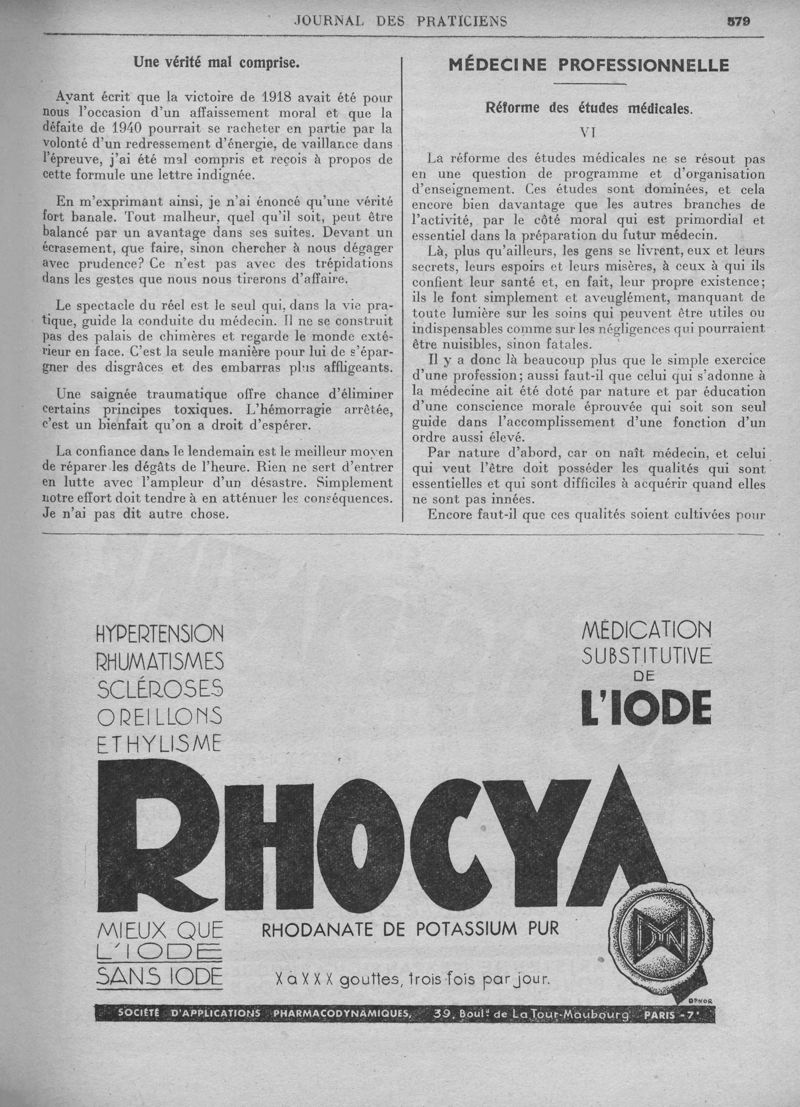 JOURNAL DES PRATICIENS 579
Une vérité mal comprise.
Ayant écrit que la victoire de 1918 avait été pour
nous l'occasion d'un affaissement moral et que la
défaite de 1940 pourrait se racheter en partie par la
volonté d'un redressement d'énergie, de vaillance dans
l'épreuve, j'ai été mal compris et reçois à propos de
cette formule une lettre indignée.
En m'exprimant ainsi, je n'ai énoncé qu'une vérité
fort banale. Tout malheur, quel qu'il soit, peut être
balancé par un avantage dans ses suites. Devant un
écrasement, que faire, sinon chercher à nous dégager
avec prudence? Ce n'est pas avec des trépidations
dans les gestes que nous nous tirerons d'affaire.
Le spectacle du réel est le seul qui, dans la vie pra-
tique, guide la conduite du médecin. Il ne se construit
pas des palais de chimères et regarde le monde exté-
rieur en face. C'est la seule manière pour lui de s'épar-
gner des disgrâces et des embarras plus affligeants.
Une saignée traumatique offre chance d'éliminer
certains principes toxiques. L'hémorragie arrêtée,
c'est un bienfait qu'on a droit d'espérer.
La confiance dans le lendemain est le meilleur moyen
de réparer les dégâts de l'heure. Rien ne sert d'entrer
en lutte avec l'ampleur d'un désastre. Simplement
notre effort doit tendre à en atténuer les conséquences.
Je n'ai pas dit autre chose.
MÉDECINE PROFESSIONNELLE
Réforme des études médicales.
VI
La réforme des études médicales ne se résout pas
en une question de programme et d'organisation
d'enseignement. Ces études sont dominées, et cela
encore bien davantage que les autres branches de
l'activité, par le côté moral qui est primordial et
essentiel dans la préparation du futur médecin.
Là, plus qu'ailleurs, les gens se livrent, eux et leurs
secrets, leurs espoirs et leurs misères, à ceux à qui ils
confient leur santé et, en fait, leur propre existence;
ils le font simplement et aveuglément, manquant de
toute lumière sur les soins qui peuvent être utiles ou
indispensables comme sur les négligences qui pourraient
être nuisibles, sinon fatales.
Il y a donc là beaucoup plus que le simple exercice
d'une profession; aussi faut-il que celui qui s'adonne à
la médecine ait été doté par nature et par éducation
d'une conscience morale éprouvée qui soit son seul
guide dans l'accomplissement d'une fonction d'un
ordre aussi élevé.
Par nature d'abord, car on naît médecin, et celui
qui veut l'être doit posséder les qualités qui sont
essentielles et qui sont difficiles à acquérir quand elles
ne sont pas innées.
Encore faut-il que ces qualités soient cultivées pour
HYPERTENSION
RHUMATISMES
SCLÉROSES
OREILLONS
ETHYLISME
MÉDICATION
SUBSTITUTIVE
DE
L'IODE
RHOCYA
MIEUX QUE
L'IODE
SANS IODE
RHODANATE DE POTASSIUM PUR
X à XXX gouttes, trois fois par jour.
DYN
OPNOR
SOCIÉTÉ D'APPLICATIONS PHARMACODYNAMIQUES, 39, Boulᵈ de La Tour-Maubourg PARIS-7ᵉ